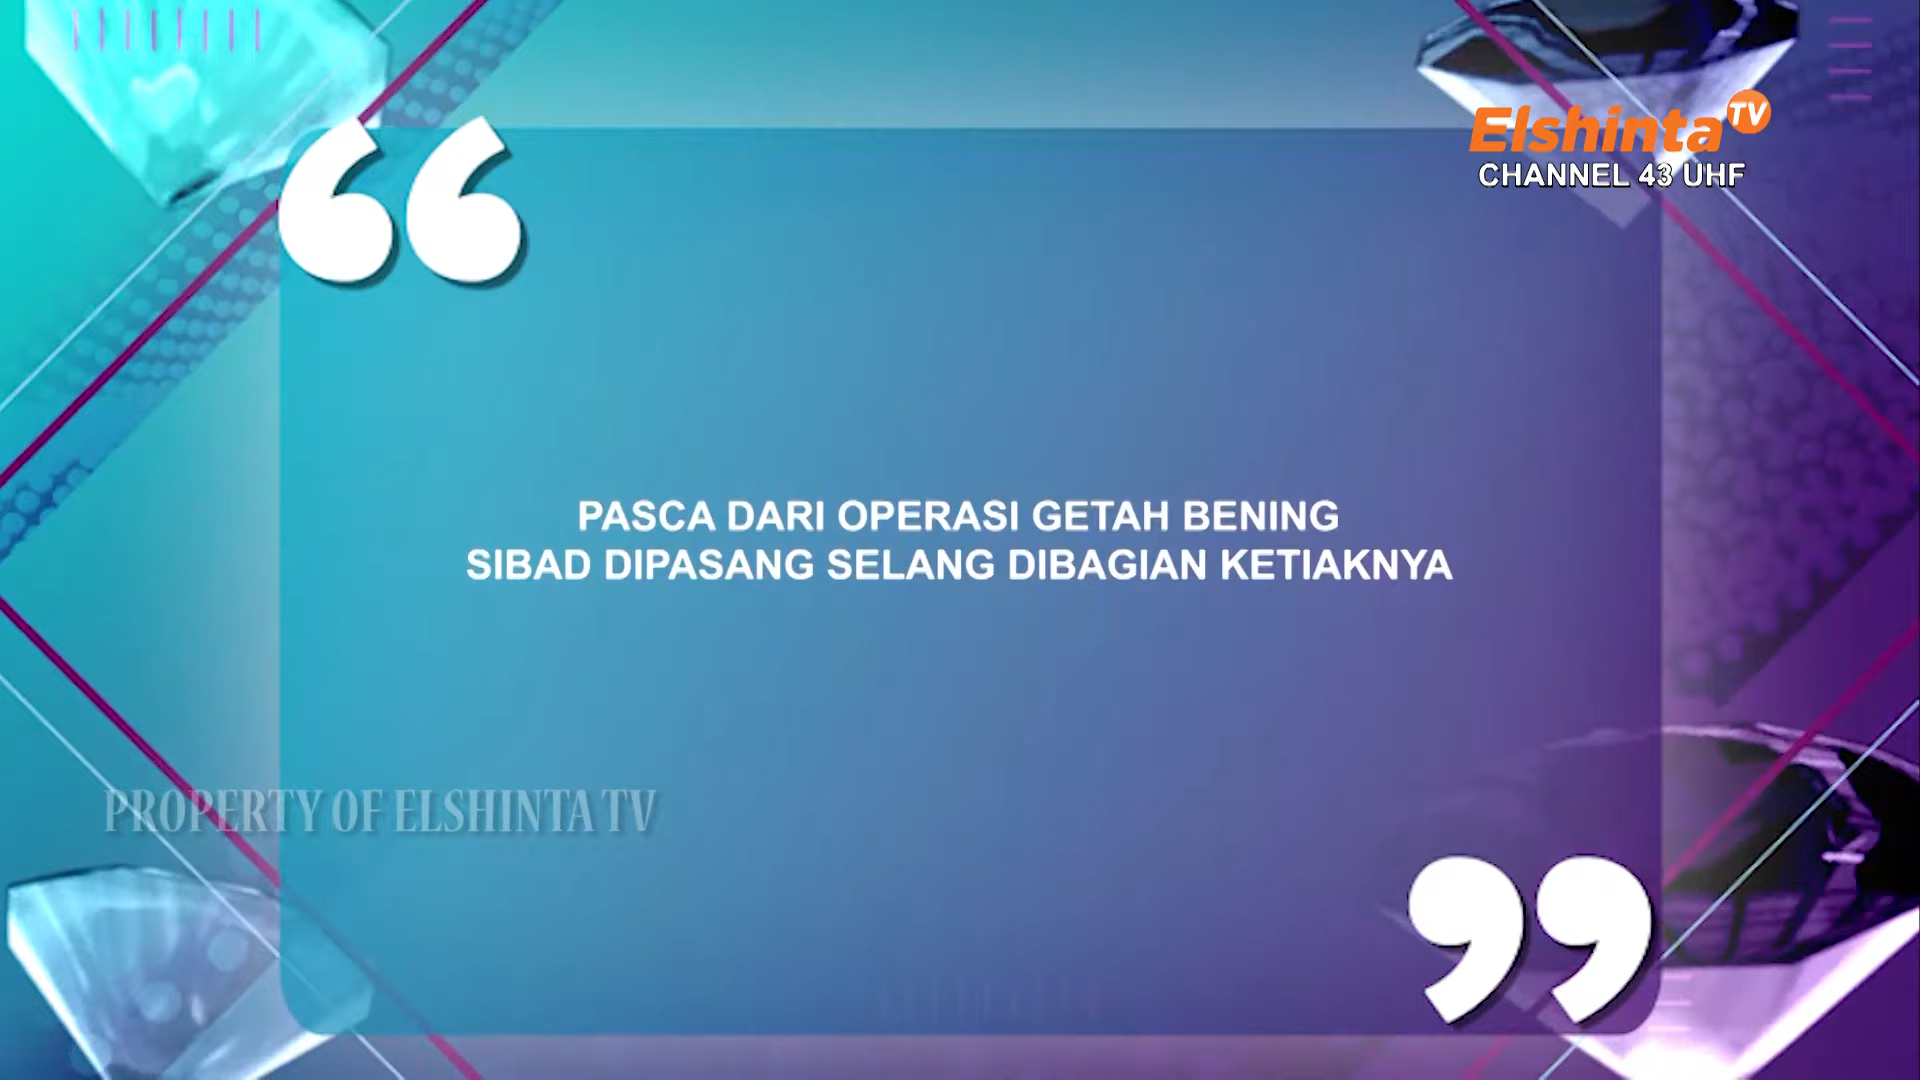 Elshinta TV
CHANNEL 43 UHF
PASCA DARI OPERASI GETAH BENING
SIBAD DIPASANG SELANG DIBAGIAN KETIAKNYA
PROPERTY OF ELSHINTA TV